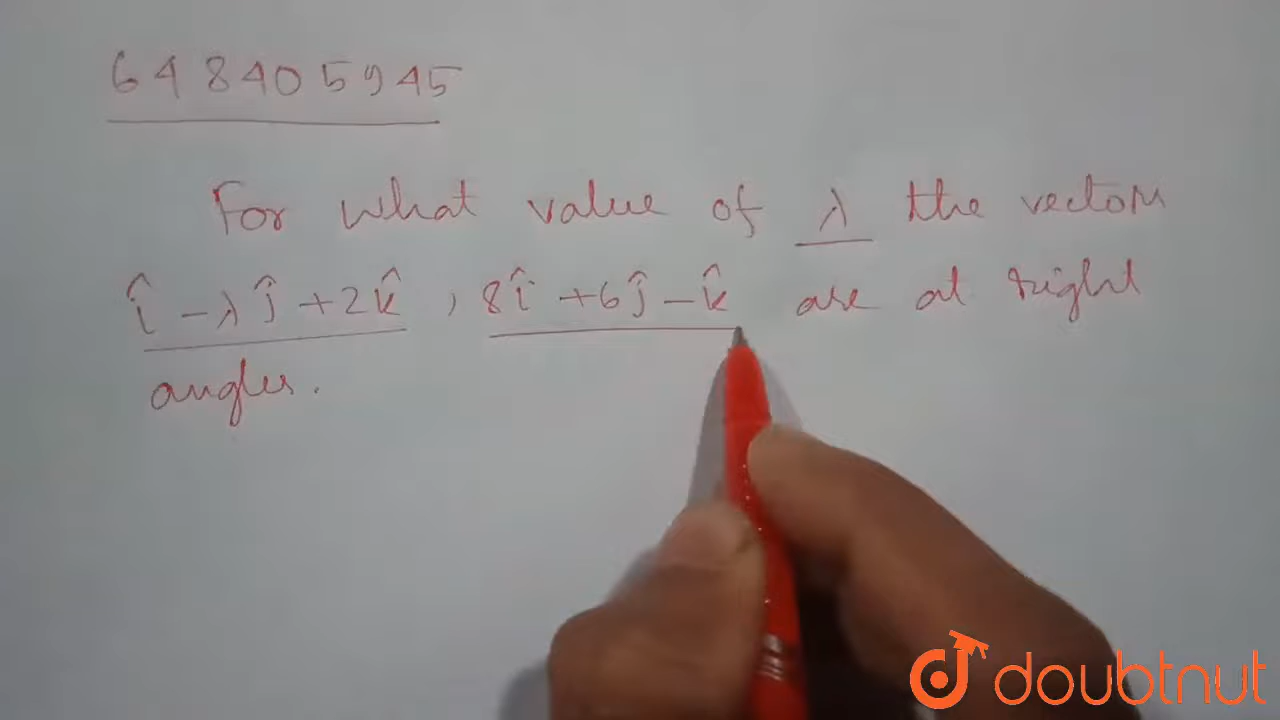 648405945
For what value of λ the vectors
î - λĵ + 2k̂ , 8î + 6ĵ - k̂ are at right
angles.
doubtnut